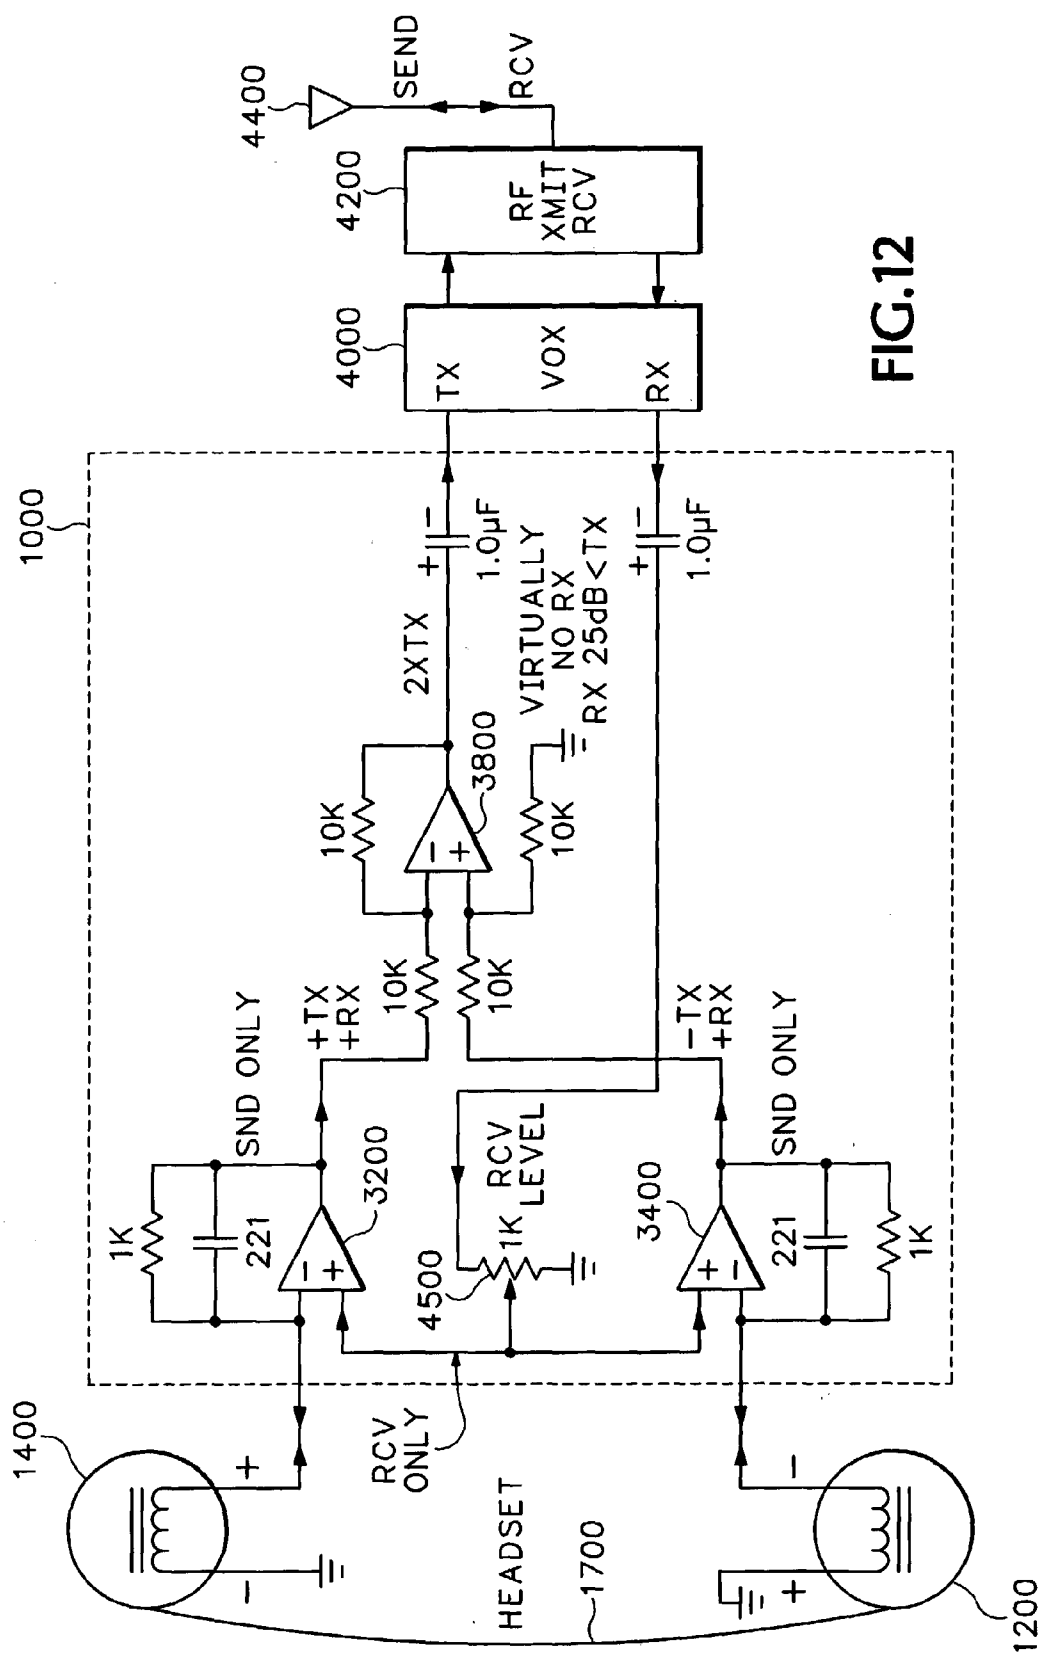 1000
4400
SEND
RCV
4200
RF
XMIT
RCV
4000
TX
VOX
RX
FIG.12
1400
+
−
1K
221
SND ONLY
−
+
3200
+TX
+RX
10K
10K
10K
−
+
3800
10K
2XTX
+
−
1.0µF
VIRTUALLY
NO RX
RX 25dB<TX
+
−
1.0µF
RCV
ONLY
4500
1K
RCV
LEVEL
3400
+
−
−TX
+RX
SND ONLY
221
1K
HEADSET
1700
−
+
1200